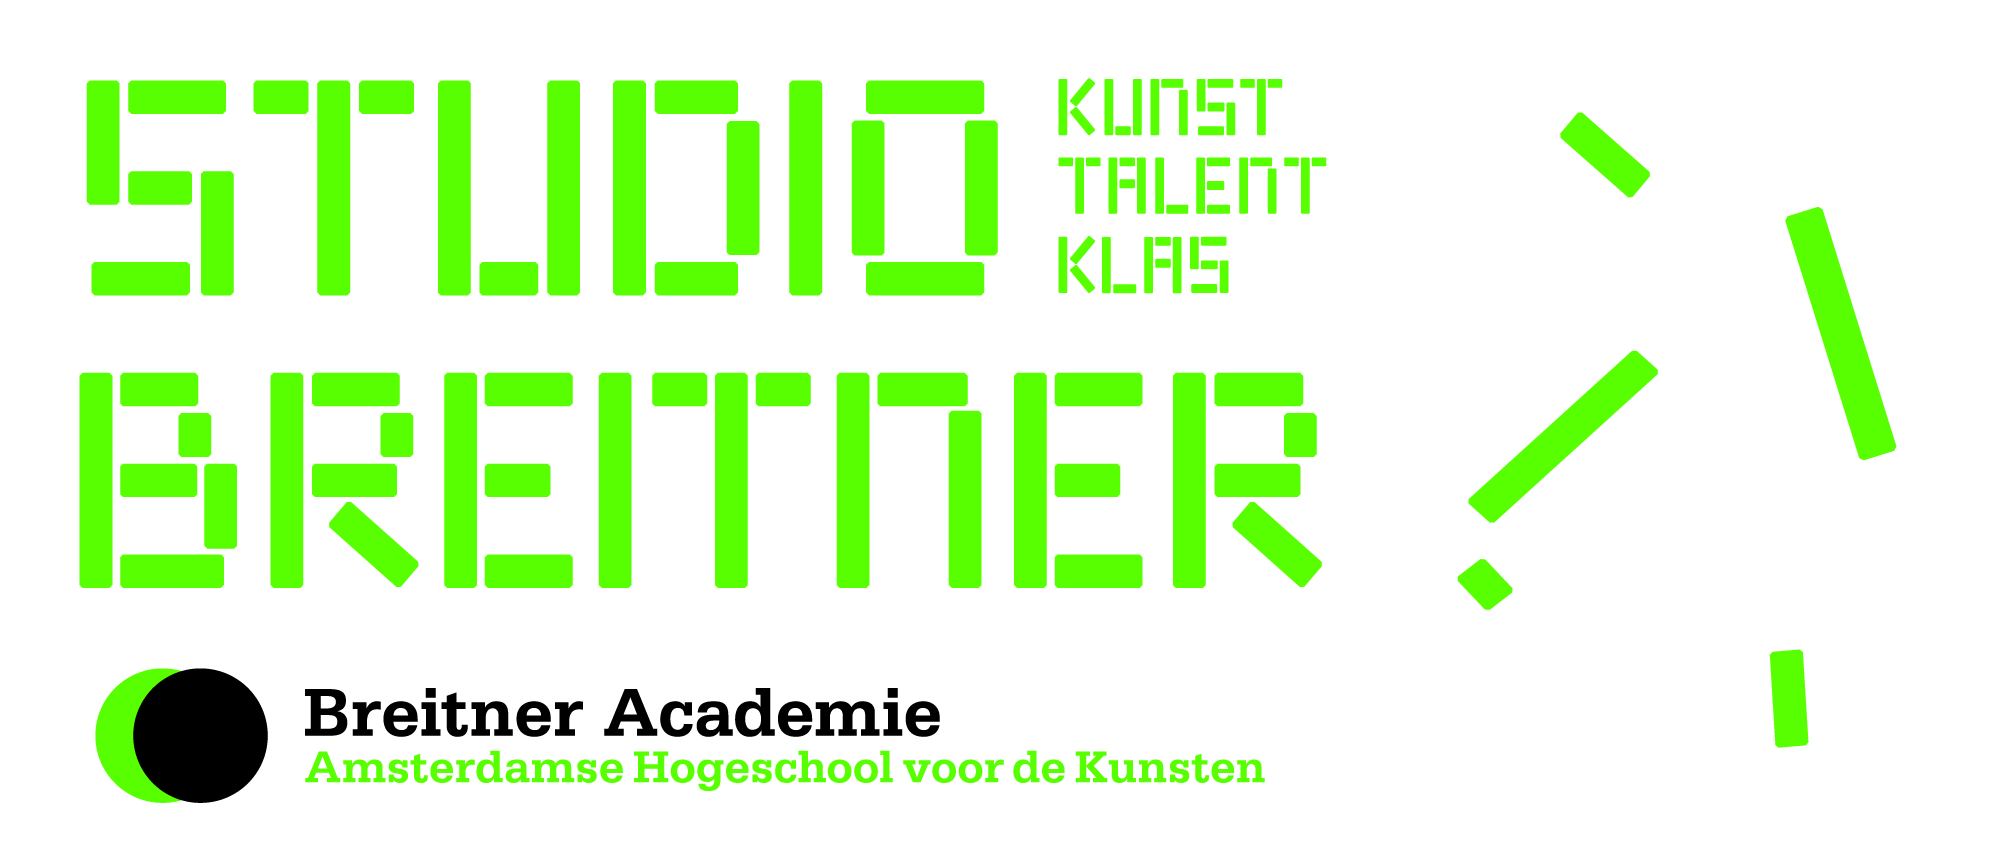 STUDIO
KUNST
TALENT
KLAS
BREITNER
Breitner Academie
Amsterdamse Hogeschool voor de Kunsten